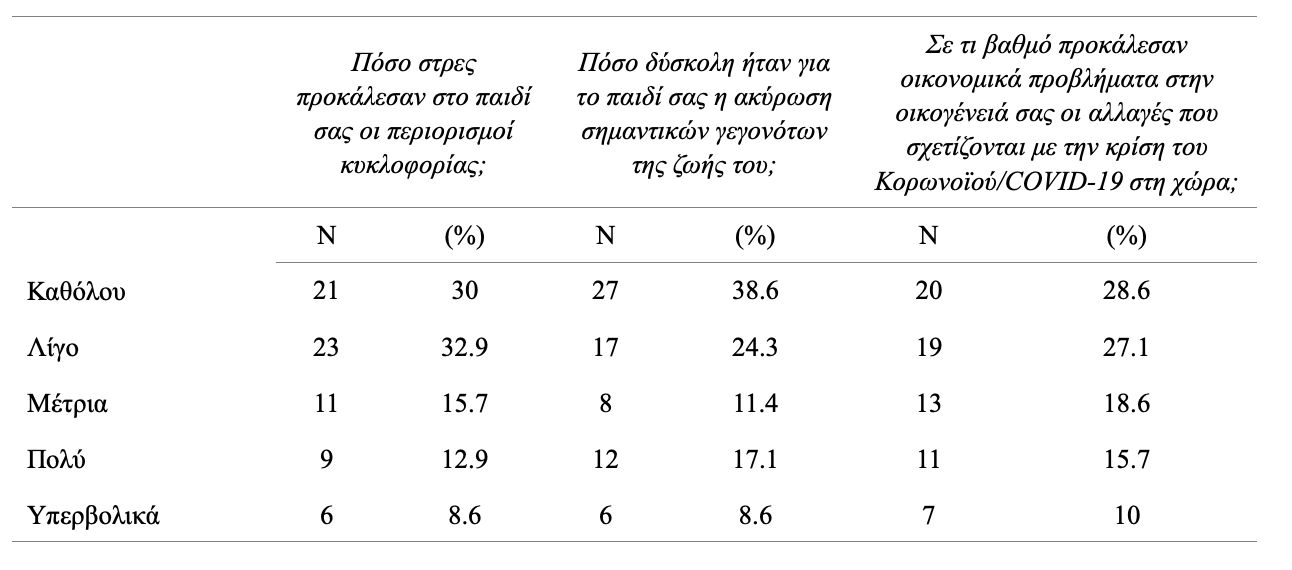 Πόσο στρες
προκάλεσαν στο παιδί
σας οι περιορισμοί
κυκλοφορίας;
Πόσο δύσκολη ήταν για
το παιδί σας η ακύρωση
σημαντικών γεγονότων
της ζωής του;
Σε τι βαθμό προκάλεσαν
οικονομικά προβλήματα στην
οικογένειά σας οι αλλαγές που
σχετίζονται με την κρίση του
Κορωνοϊού/COVID-19 στη χώρα;
N (%) N (%) N (%)
Καθόλου 21 30 27 38.6 20 28.6
Λίγο 23 32.9 17 24.3 19 27.1
Μέτρια 11 15.7 8 11.4 13 18.6
Πολύ 9 12.9 12 17.1 11 15.7
Υπερβολικά 6 8.6 6 8.6 7 10